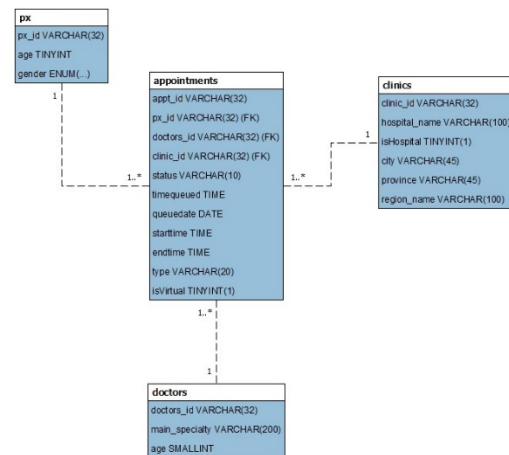 px
px_id VARCHAR(32)
age TINYINT
gender ENUM(...)
1
1..*
appointments
appt_id VARCHAR(32)
px_id VARCHAR(32) (FK)
doctors_id VARCHAR(32) (FK)
clinic_id VARCHAR(32) (FK)
status VARCHAR(10)
timequeued TIME
queuedate DATE
starttime TIME
endtime TIME
type VARCHAR(20)
isVirtual TINYINT(1)
1
1..*
clinics
clinic_id VARCHAR(32)
hospital_name VARCHAR(100)
isHospital TINYINT(1)
city VARCHAR(45)
province VARCHAR(45)
region_name VARCHAR(100)
1..*
1
doctors
doctors_id VARCHAR(32)
main_specialty VARCHAR(200)
age SMALLINT